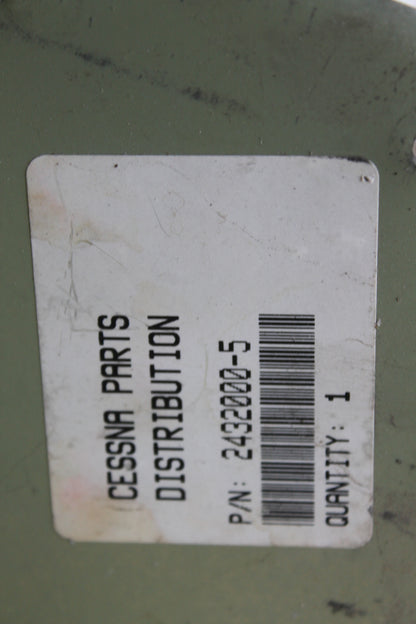 CESSNA PARTS
DISTRIBUTION
P/N: 2432000-5
QUANTITY: 1